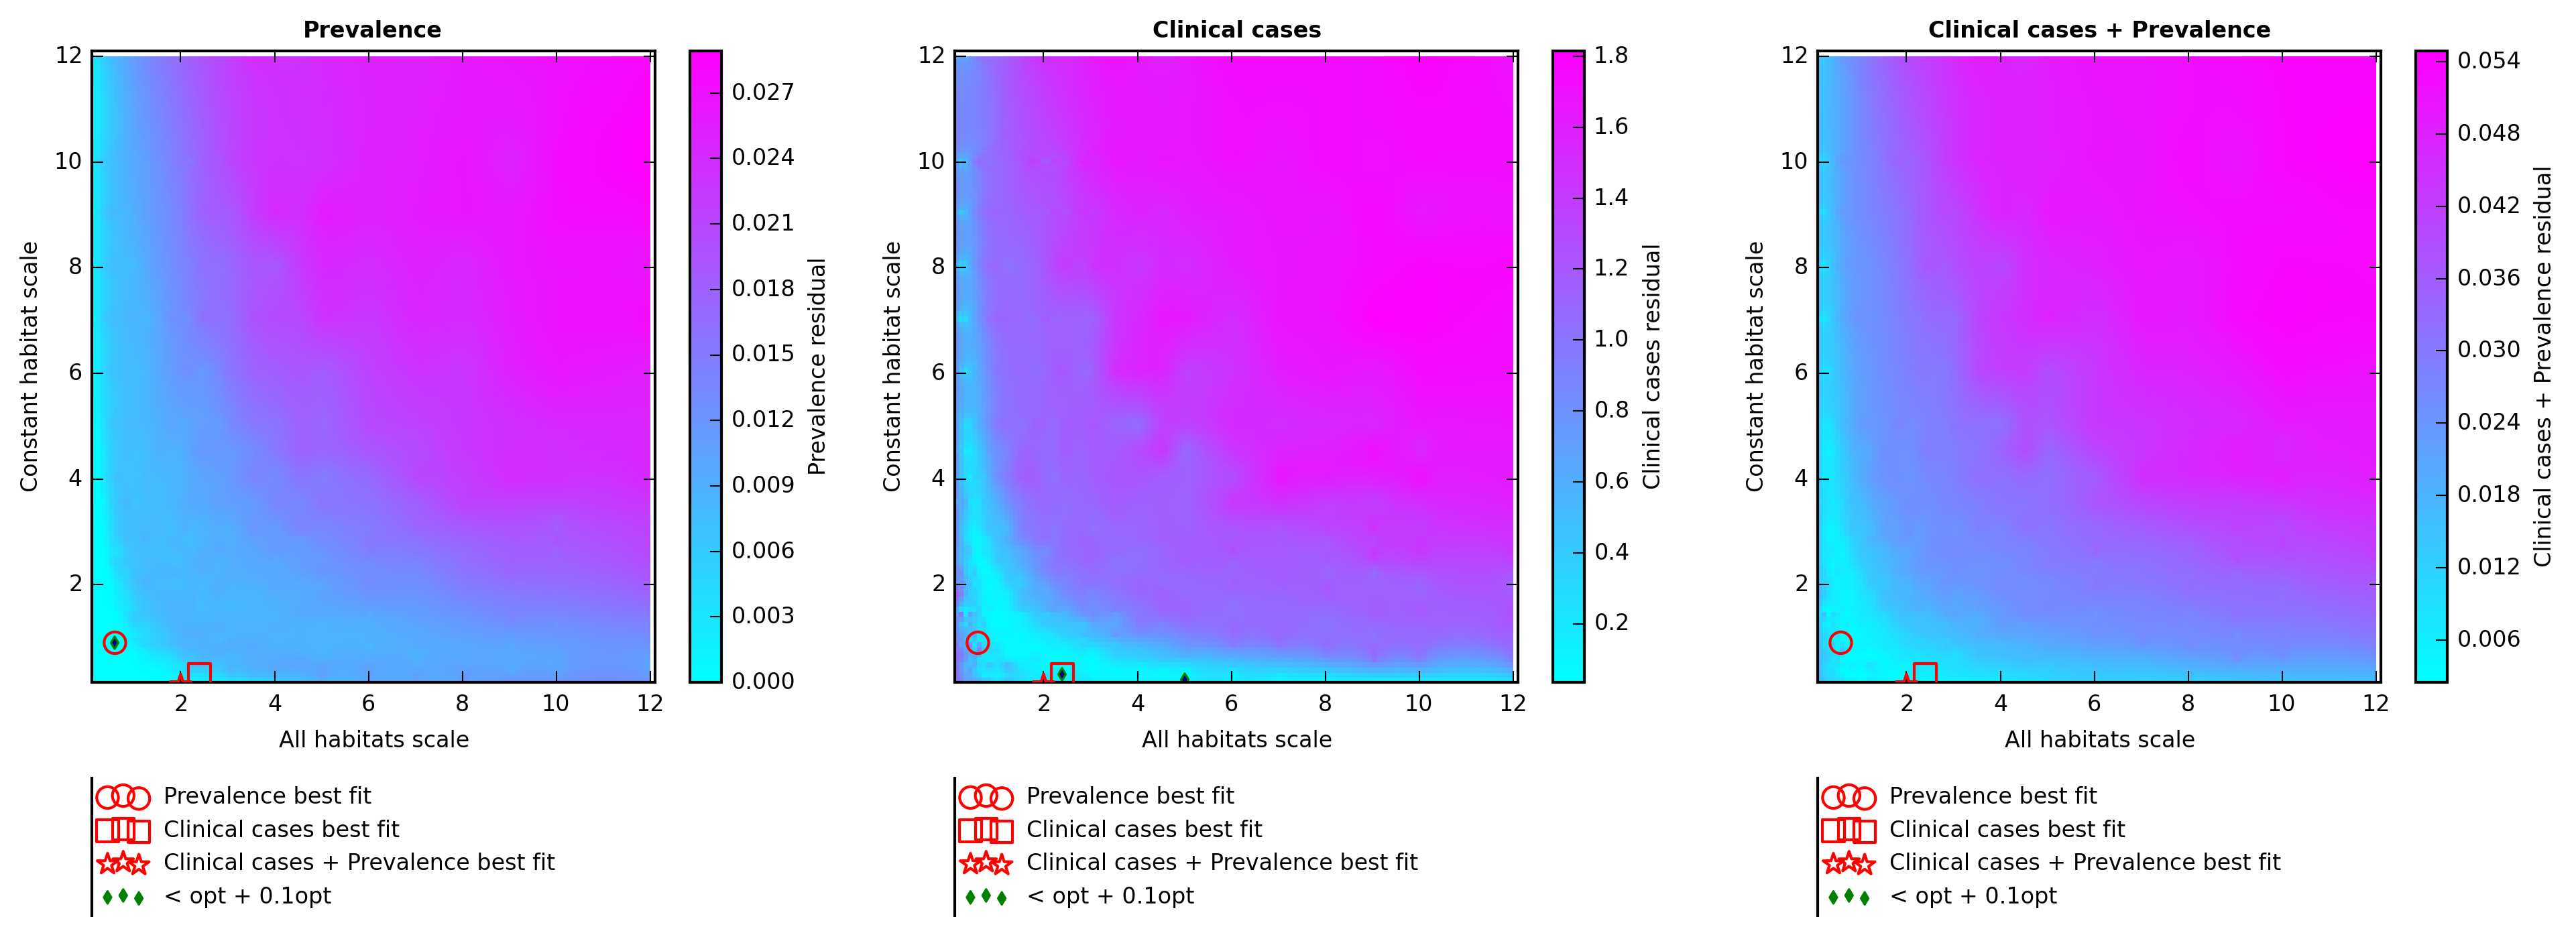 Prevalence
12
10
8
6
4
2
Constant habitat scale
2 4 6 8 10 12
All habitats scale
0.027
0.024
0.021
0.018
0.015
0.012
0.009
0.006
0.003
0.000
Prevalence residual
Prevalence best fit
Clinical cases best fit
Clinical cases + Prevalence best fit
< opt + 0.1opt
Clinical cases
12
10
8
6
4
2
Constant habitat scale
2 4 6 8 10 12
All habitats scale
1.8
1.6
1.4
1.2
1.0
0.8
0.6
0.4
0.2
Clinical cases residual
Prevalence best fit
Clinical cases best fit
Clinical cases + Prevalence best fit
< opt + 0.1opt
Clinical cases + Prevalence
12
10
8
6
4
2
Constant habitat scale
2 4 6 8 10 12
All habitats scale
0.054
0.048
0.042
0.036
0.030
0.024
0.018
0.012
0.006
Clinical cases + Prevalence residual
Prevalence best fit
Clinical cases best fit
Clinical cases + Prevalence best fit
< opt + 0.1opt